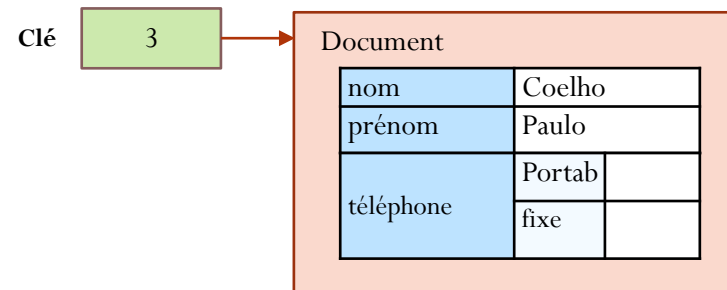 Clé 3
Document
nom Coelho
prénom Paulo
téléphone
Portab
fixe